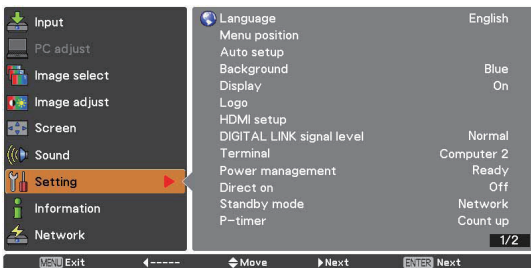 Input
PC adjust
Image select
Image adjust
Screen
Sound
Setting
Information
Network
Language English
Menu position
Auto setup
Background Blue
Display On
Logo
HDMI setup
DIGITAL LINK signal level Normal
Terminal Computer 2
Power management Ready
Direct on Off
Standby mode Network
P-timer Count up
1/2
MENU Exit ----- Move Next ENTER Next